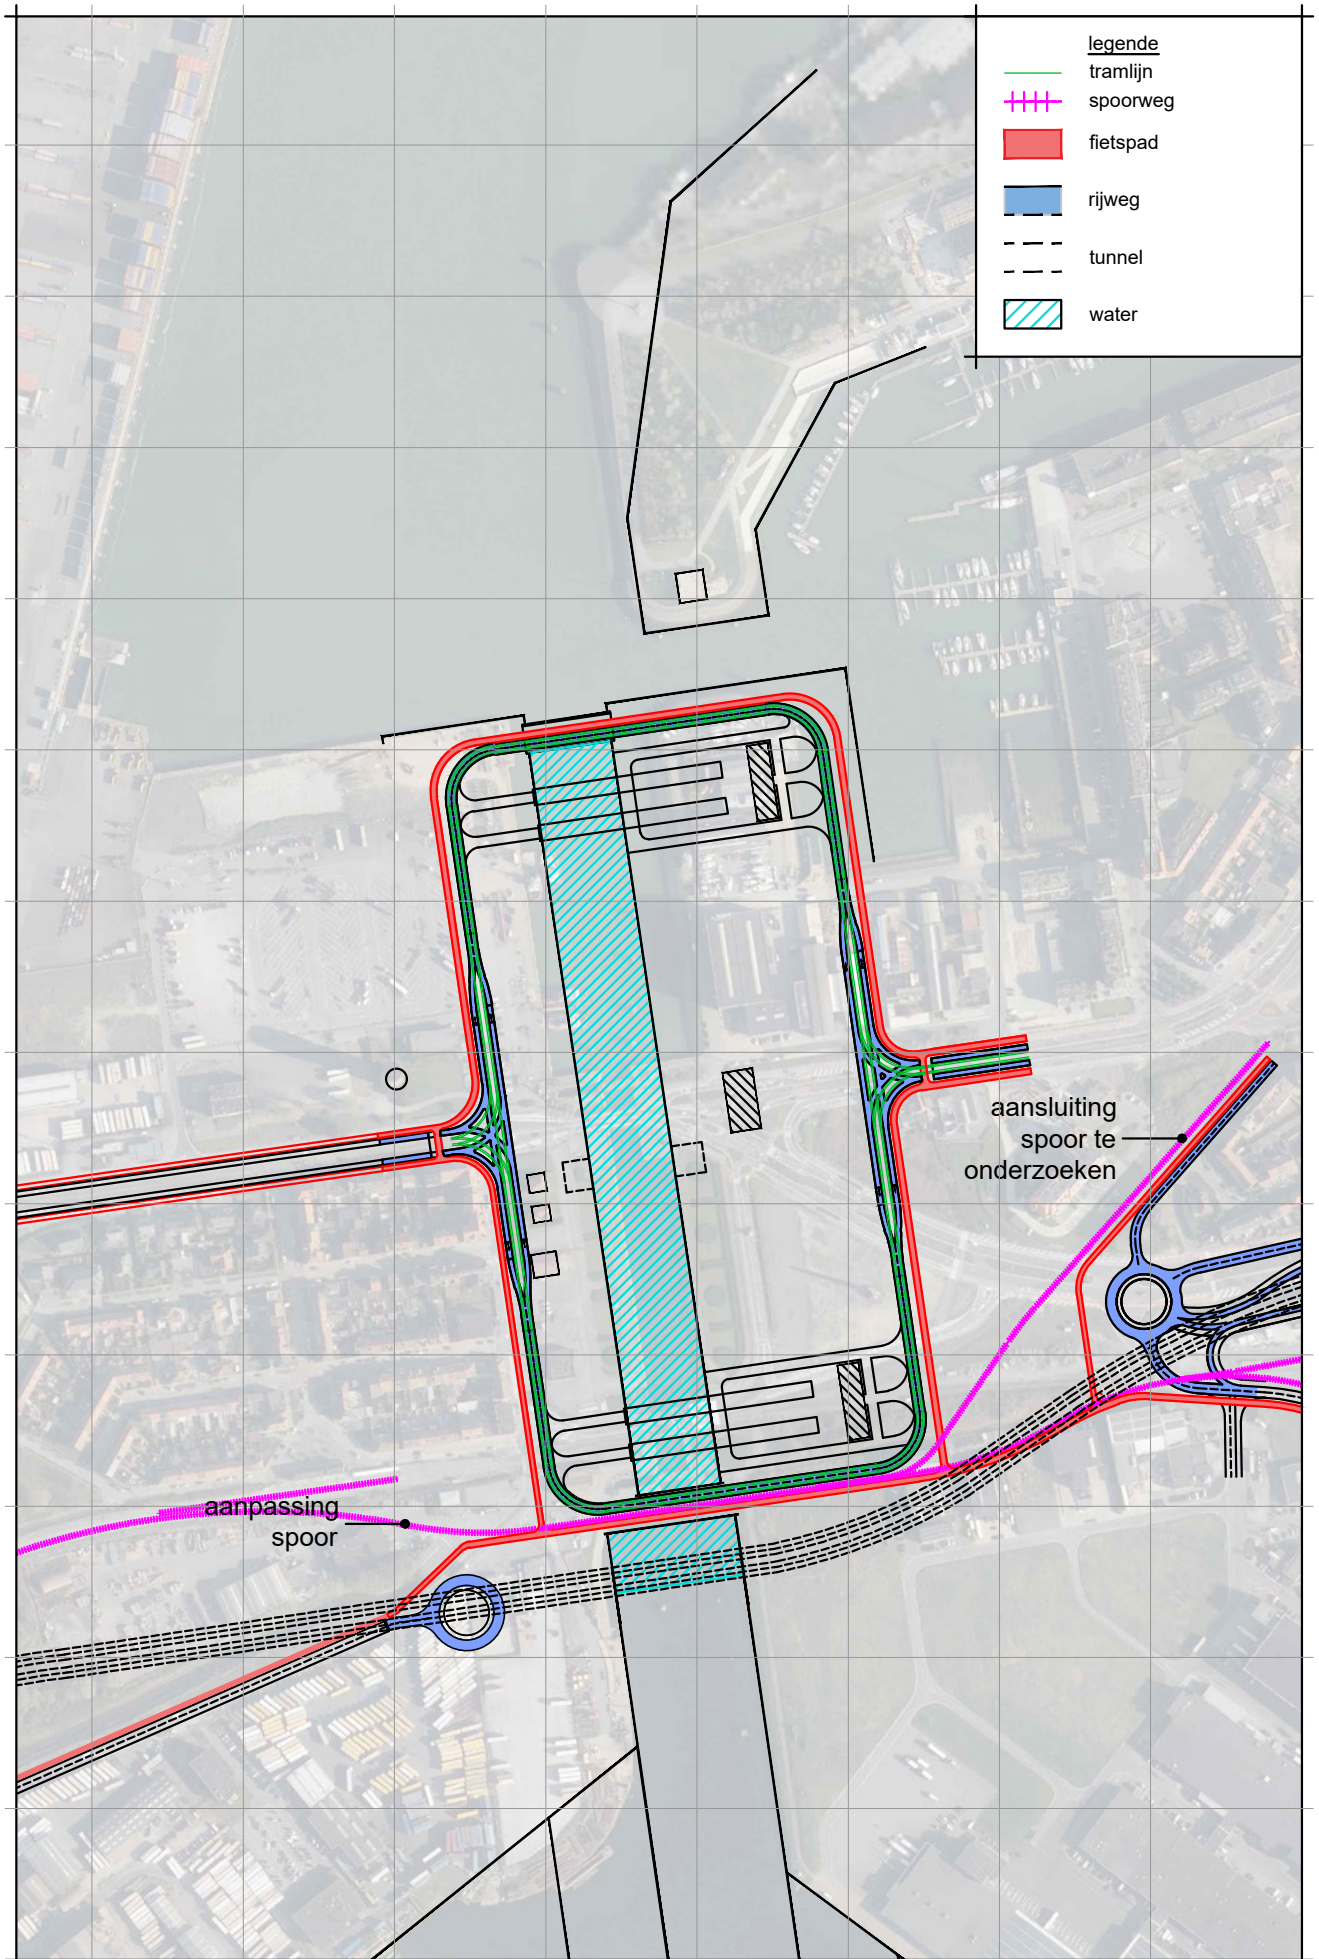 legende
tramlijn
spoorweg
fietspad
rijweg
tunnel
water
aansluiting
spoor te
onderzoeken
aanpassing
spoor